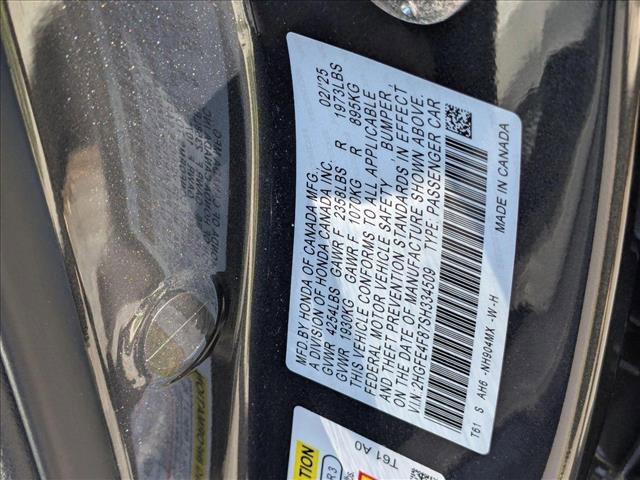 MFD.BY HONDA OF CANADA MFG.
A DIVISION OF HONDA CANADA INC. 02/'25
GVWR 4254LBS GAWR F 2358LBS R 1973LBS
GVWR 1930KG GAWR F 1070KG R 895KG
THIS VEHICLE CONFORMS TO ALL APPLICABLE
FEDERAL MOTOR VEHICLE SAFETY, BUMPER,
AND THEFT PREVENTION STANDARDS IN EFFECT
ON THE DATE OF MANUFACTURE SHOWN ABOVE.
V.I.N: 2HGFE4F87SH334509 TYPE: PASSENGER CAR
T61 S AH6 -NH904MX -W-H
MADE IN CANADA
T61 A0